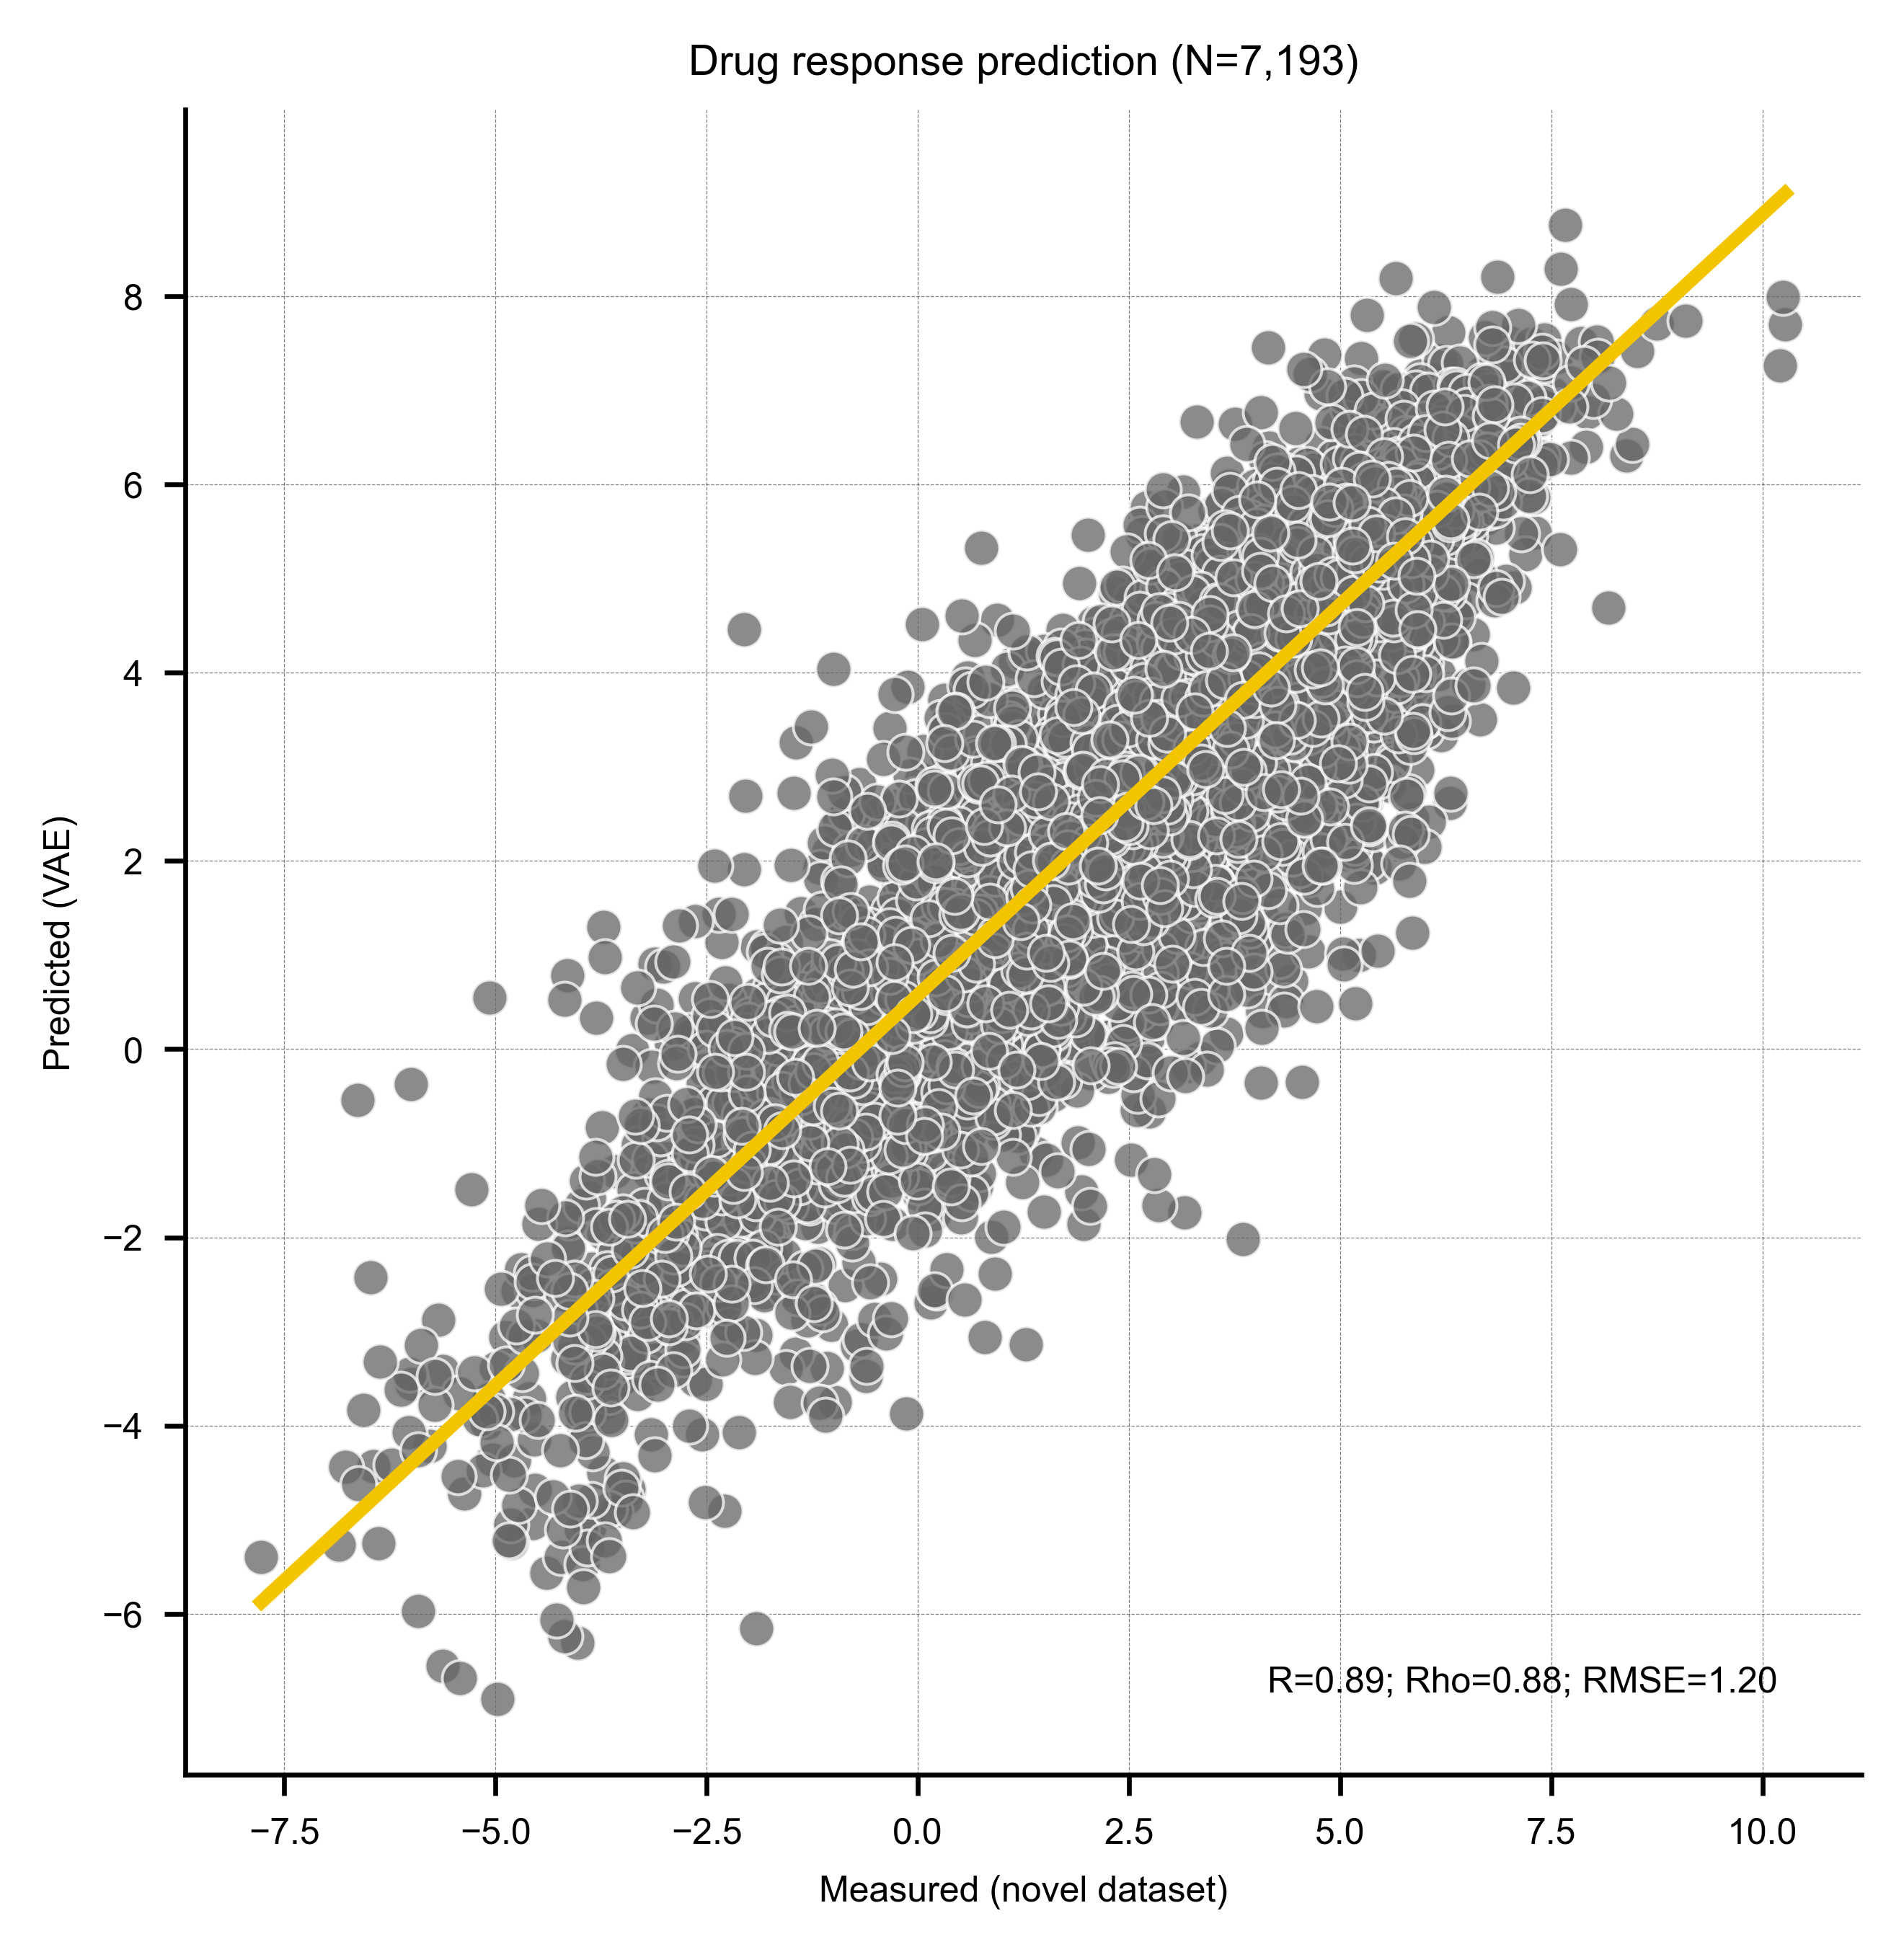 Drug response prediction (N=7,193)
8
6
4
2
0
−2
−4
−6
Predicted (VAE)
R=0.89; Rho=0.88; RMSE=1.20
−7.5 −5.0 −2.5 0.0 2.5 5.0 7.5 10.0
Measured (novel dataset)